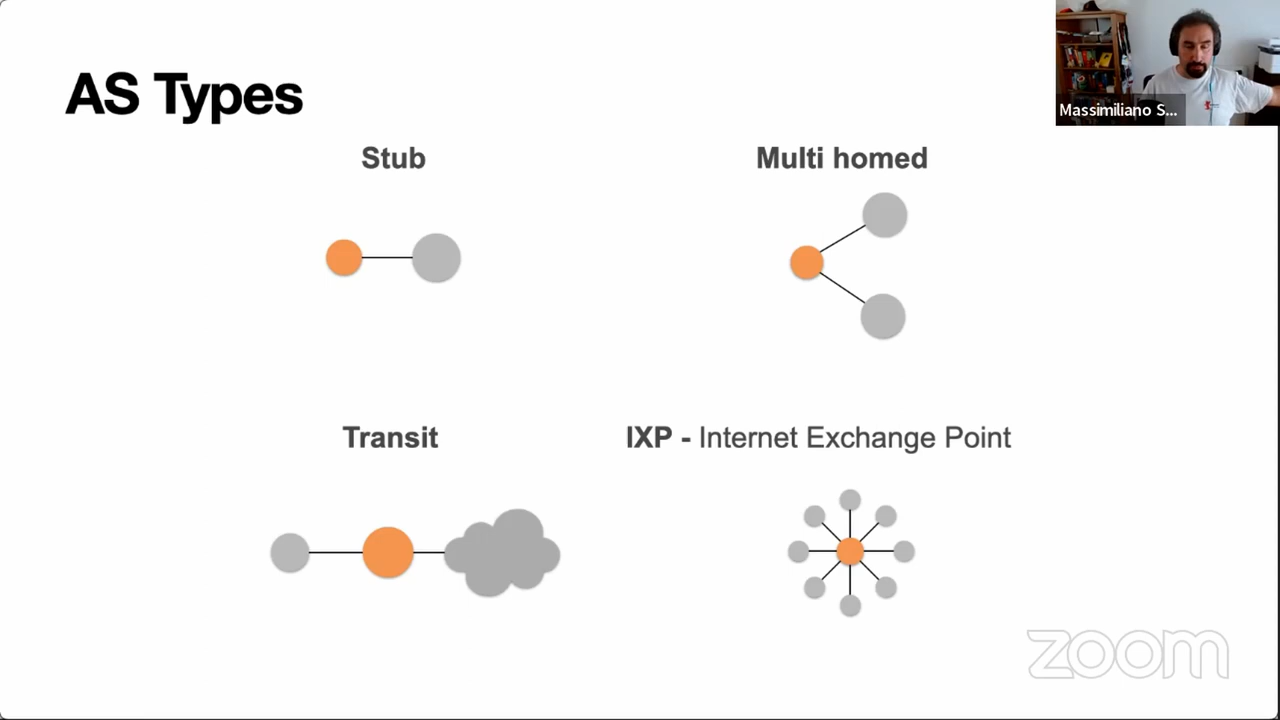 AS Types
Massimiliano S...
Stub
Multi homed
Transit
IXP - Internet Exchange Point
zoom